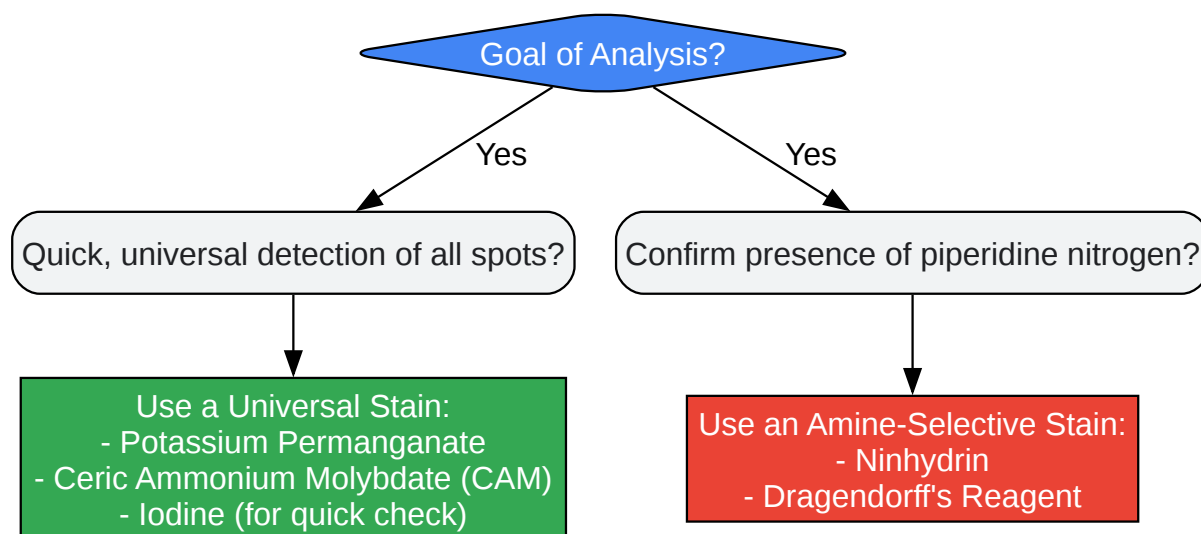 Goal of Analysis?
Yes
Yes
Quick, universal detection of all spots?
Confirm presence of piperidine nitrogen?
Use a Universal Stain:
- Potassium Permanganate
- Ceric Ammonium Molybdate (CAM)
- Iodine (for quick check)
Use an Amine-Selective Stain:
- Ninhydrin
- Dragendorff's Reagent